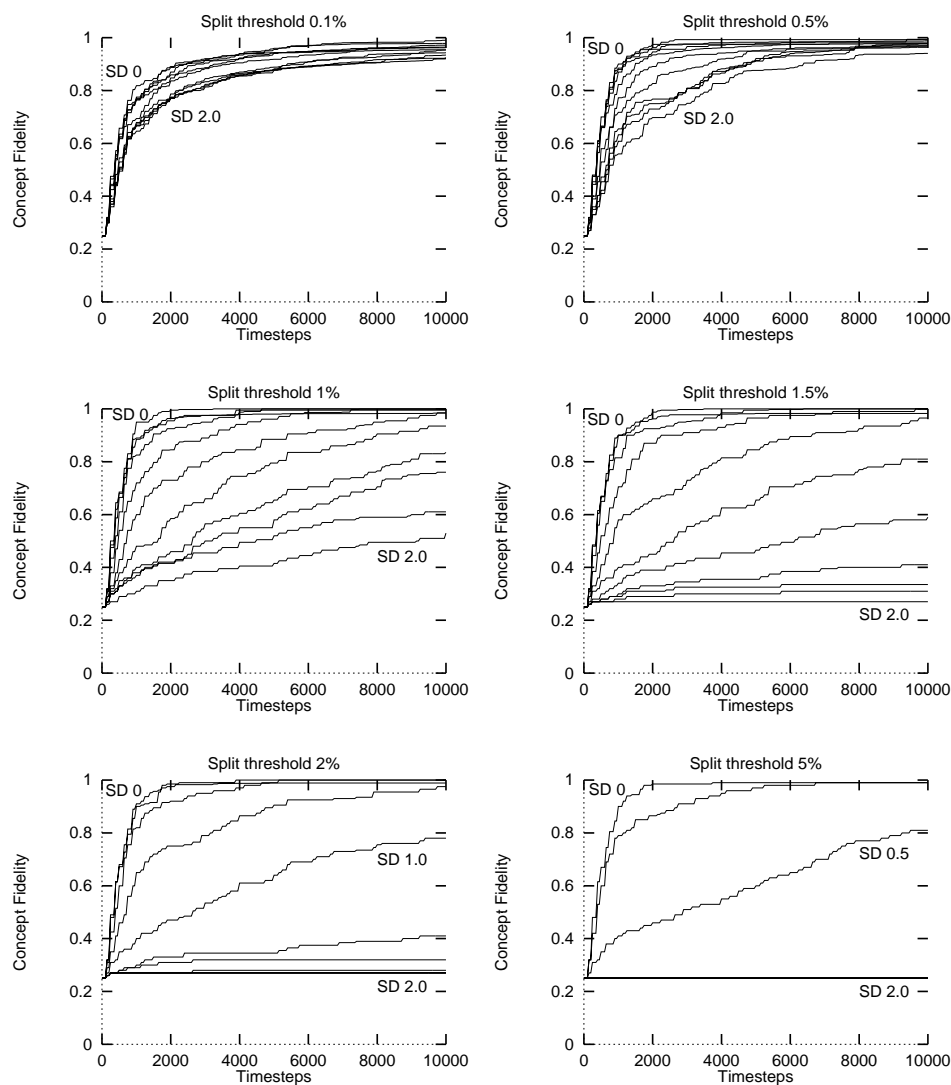 Split threshold 0.1%
Concept Fidelity
1
0.8
0.6
0.4
0.2
0
SD 0
SD 2.0
0 2000 4000 6000 8000 10000
Timesteps
Split threshold 0.5%
Concept Fidelity
1
0.8
0.6
0.4
0.2
0
SD 0
SD 2.0
0 2000 4000 6000 8000 10000
Timesteps
Split threshold 1%
Concept Fidelity
1
0.8
0.6
0.4
0.2
0
SD 0
SD 2.0
0 2000 4000 6000 8000 10000
Timesteps
Split threshold 1.5%
Concept Fidelity
1
0.8
0.6
0.4
0.2
0
SD 0
SD 2.0
0 2000 4000 6000 8000 10000
Timesteps
Split threshold 2%
Concept Fidelity
1
0.8
0.6
0.4
0.2
0
SD 0
SD 1.0
SD 2.0
0 2000 4000 6000 8000 10000
Timesteps
Split threshold 5%
Concept Fidelity
1
0.8
0.6
0.4
0.2
0
SD 0
SD 0.5
SD 2.0
0 2000 4000 6000 8000 10000
Timesteps